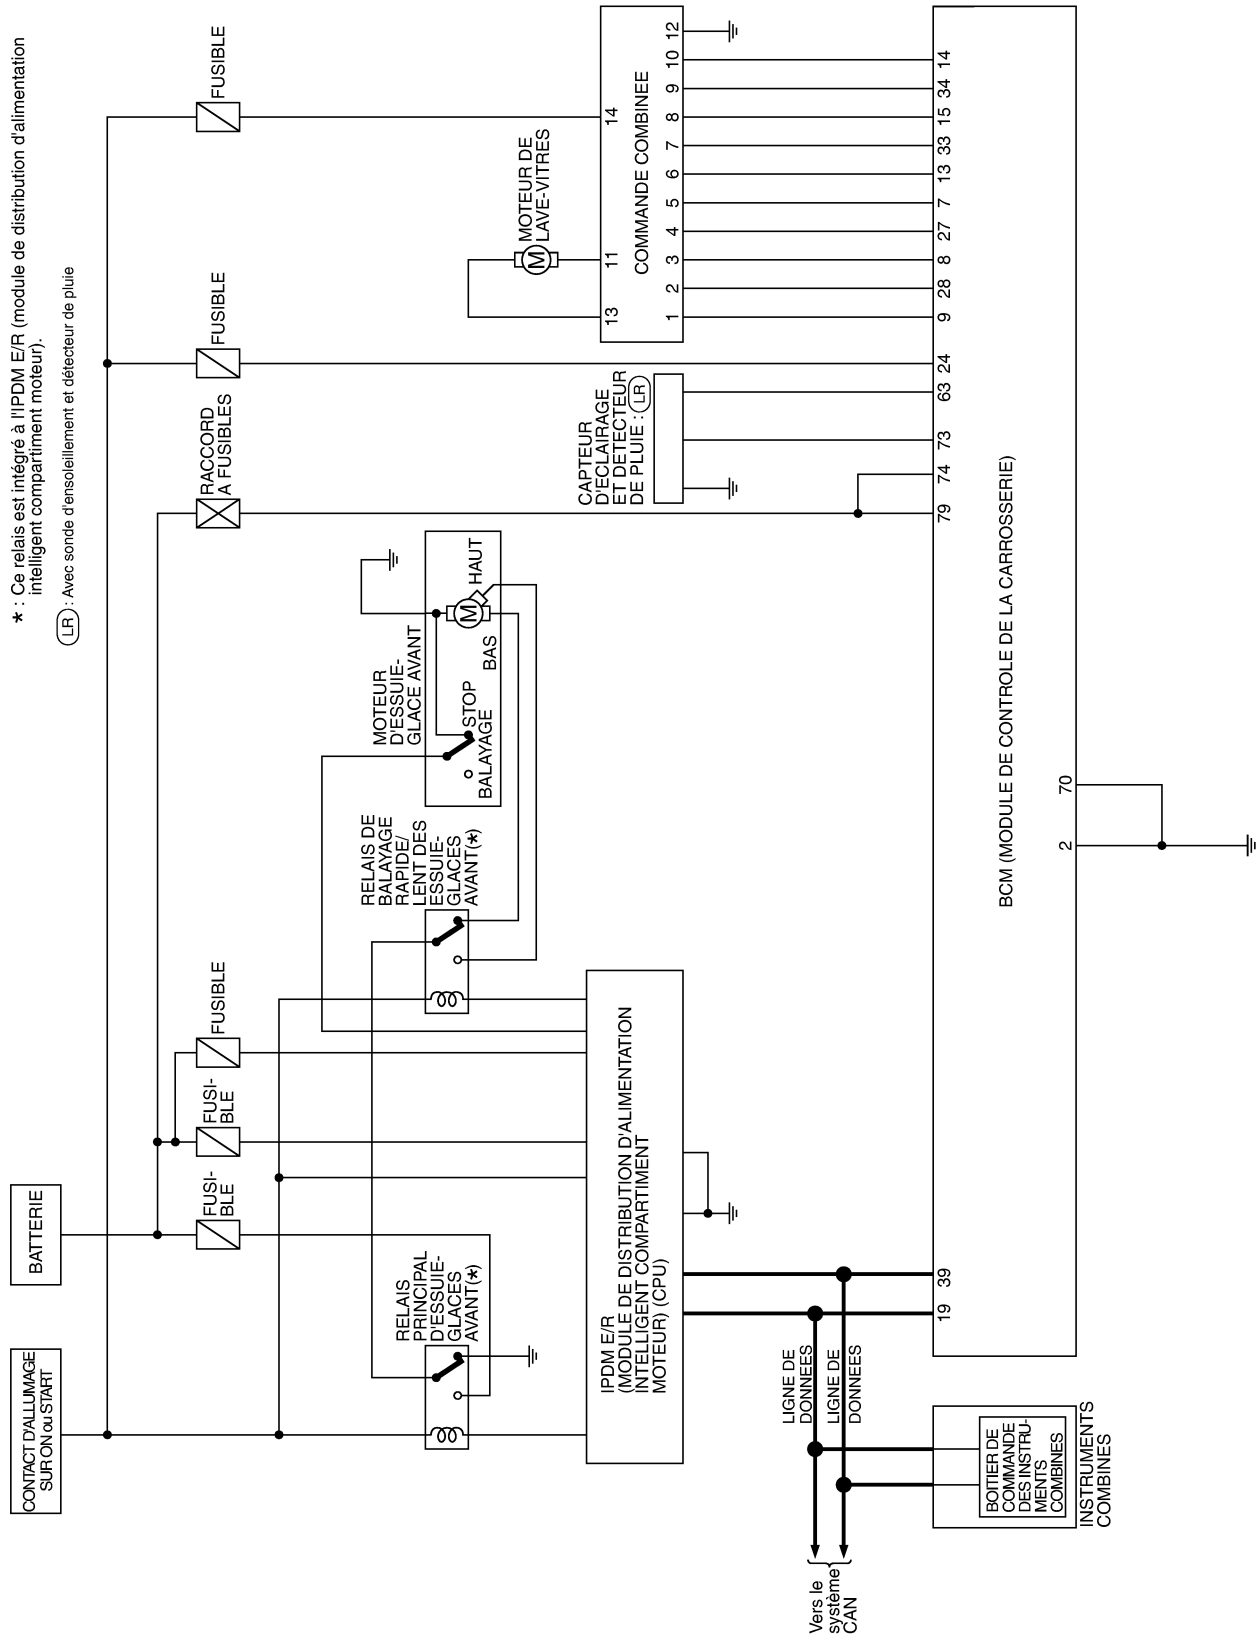 * : Ce relais est intégré à l'IPDM E/R (module de distribution d'alimentation
intelligent compartiment moteur).
LR : Avec sonde d'ensoleillement et détecteur de pluie
CONTACT D'ALLUMAGE
SUR ON ou START
BATTERIE
FUSI-
BLE
FUSI-
BLE
FUSIBLE
RACCORD
A FUSIBLES
FUSIBLE
FUSIBLE
RELAIS
PRINCIPAL
D'ESSUIE-
GLACES
AVANT(*)
RELAIS DE
BALAYAGE
RAPIDE/
LENT DES
ESSUIE-
GLACES
AVANT(*)
MOTEUR
D'ESSUIE-
GLACE AVANT
BALAYAGE
STOP
BAS
M
HAUT
MOTEUR DE
LAVE-VITRES
M
13
11
14
COMMANDE COMBINEE
1
2
3
4
5
6
7
8
9
10
12
CAPTEUR
D'ECLAIRAGE
ET DETECTEUR
DE PLUIE : LR
IPDM E/R
(MODULE DE DISTRIBUTION D'ALIMENTATION
INTELLIGENT COMPARTIMENT
MOTEUR) (CPU)
LIGNE DE
DONNEES
LIGNE DE
DONNEES
Vers le
système
CAN
19
39
79
74
73
63
24
9
28
8
27
7
13
33
15
34
14
BCM (MODULE DE CONTROLE DE LA CARROSSERIE)
2
70
BOITIER DE
COMMANDE
DES INSTRU-
MENTS
COMBINES
INSTRUMENTS
COMBINES